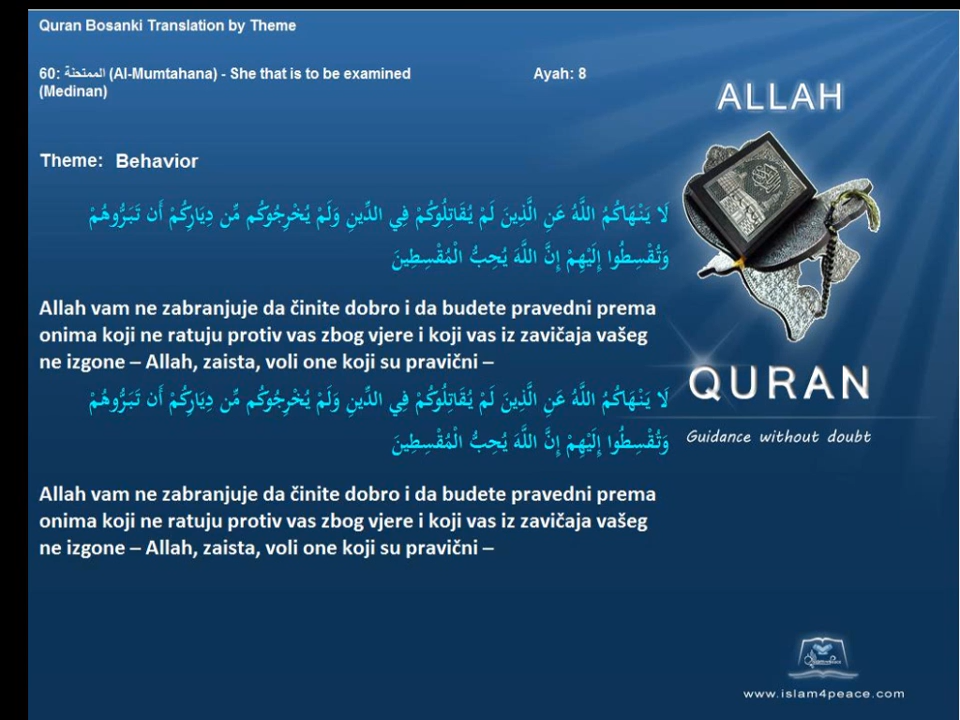 Quran Bosanki Translation by Theme
60: الممتحنة (Al-Mumtahana) - She that is to be examined
(Medinan)
Ayah: 8
ALLAH
Theme: Behavior
لَا يَنْهَاكُمُ اللَّهُ عَنِ الَّذِينَ لَمْ يُقَاتِلُوكُمْ فِي الدِّينِ وَلَمْ يُخْرِجُوكُم مِّن دِيَارِكُمْ أَن تَبَرُّوهُمْ
وَتُقْسِطُوا إِلَيْهِمْ إِنَّ اللَّهَ يُحِبُّ الْمُقْسِطِينَ
Allah vam ne zabranjuje da činite dobro i da budete pravedni prema
onima koji ne ratuju protiv vas zbog vjere i koji vas iz zavičaja vašeg
ne izgone – Allah, zaista, voli one koji su pravični –
لَا يَنْهَاكُمُ اللَّهُ عَنِ الَّذِينَ لَمْ يُقَاتِلُوكُمْ فِي الدِّينِ وَلَمْ يُخْرِجُوكُم مِّن دِيَارِكُمْ أَن تَبَرُّوهُمْ
وَتُقْسِطُوا إِلَيْهِمْ إِنَّ اللَّهَ يُحِبُّ الْمُقْسِطِينَ
Allah vam ne zabranjuje da činite dobro i da budete pravedni prema
onima koji ne ratuju protiv vas zbog vjere i koji vas iz zavičaja vašeg
ne izgone – Allah, zaista, voli one koji su pravični –
QURAN
Guidance without doubt
www.islam4peace.com